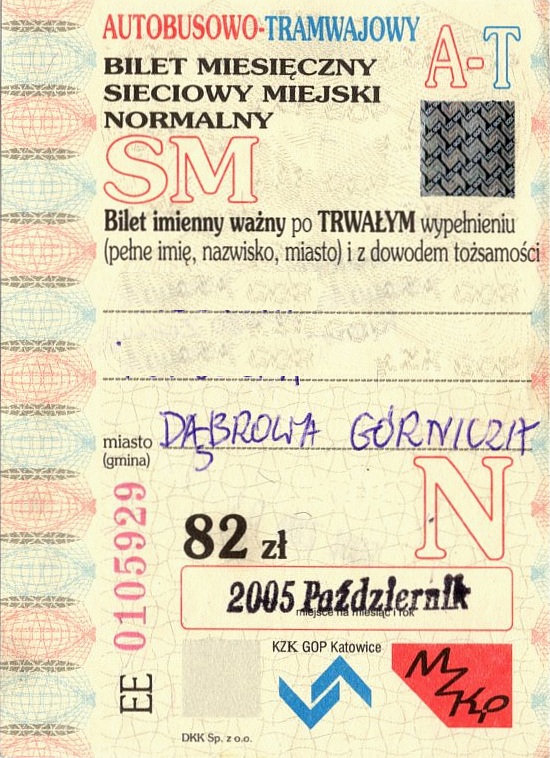 AUTOBUSOWO-TRAMWAJOWY
A-T
BILET MIESIĘCZNY
SIECIOWY MIEJSKI
NORMALNY
SM
Bilet imienny ważny po TRWAŁYM wypełnieniu
(pełne imię, nazwisko, miasto) i z dowodem tożsamości
miasto DĄBROWA GÓRNICZA
(gmina)
N
82 zł
2005 Październik
miejsce na miesiąc i rok
EE 0105929
KZK GOP Katowice
MZKP
DKK Sp. z o.o.